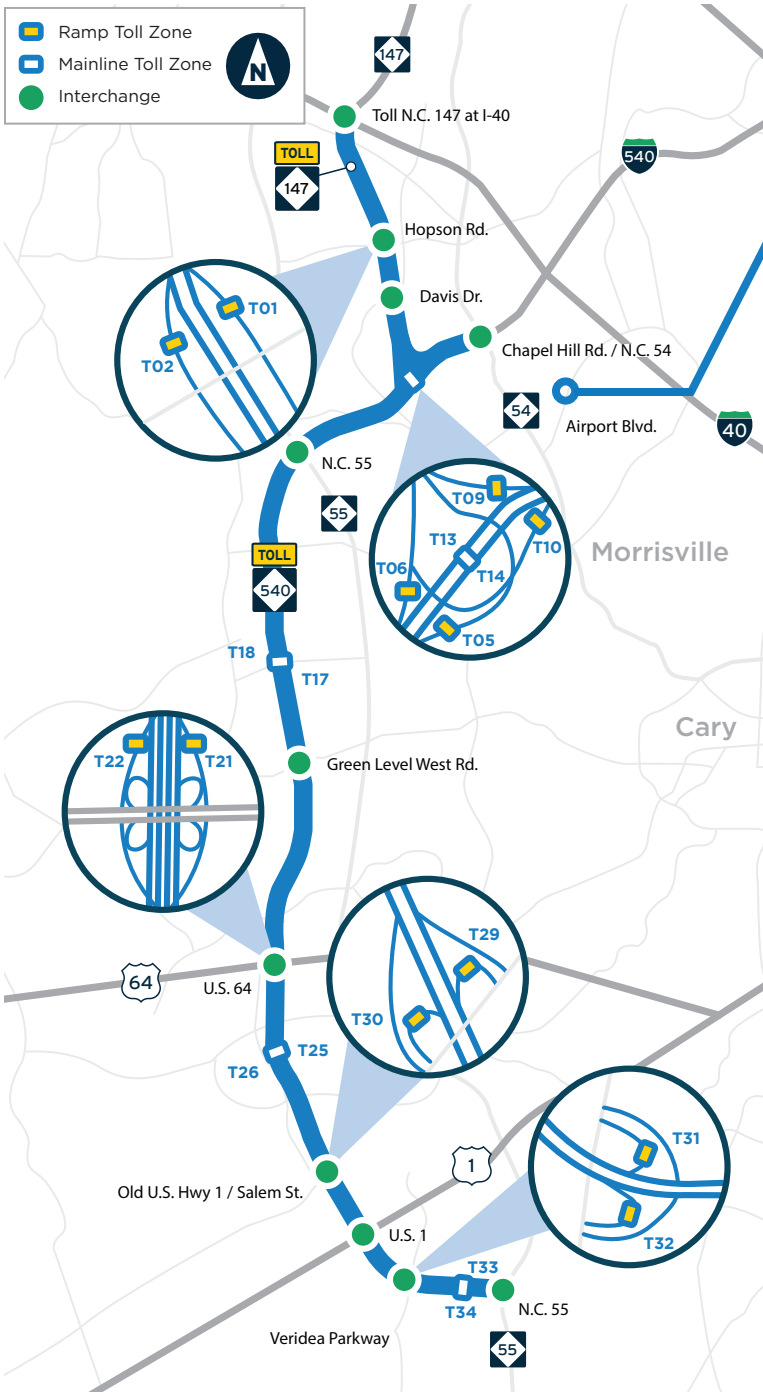 Ramp Toll Zone
Mainline Toll Zone
Interchange
N
147
Toll N.C. 147 at I-40
540
TOLL
147
Hopson Rd.
Davis Dr.
T01
T02
Chapel Hill Rd. / N.C. 54
54
Airport Blvd.
40
N.C. 55
55
T09
T10
T13
T14
T06
T05
Morrisville
TOLL
540
T18
T17
Cary
Green Level West Rd.
T22
T21
64
U.S. 64
T29
T30
T25
T26
1
T31
T32
Old U.S. Hwy 1 / Salem St.
U.S. 1
T33
T34
N.C. 55
Veridea Parkway
55